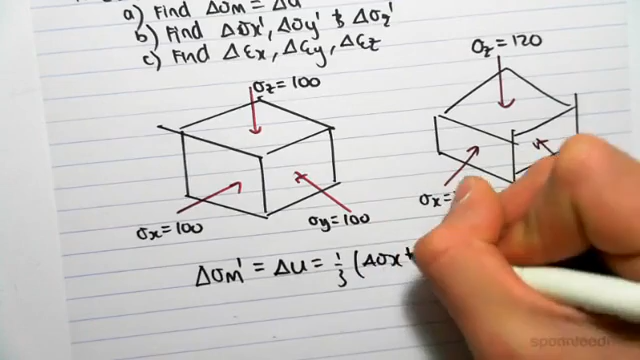 a) Find Δσm = Δu
b) Find Δσx', Δσy' & Δσz'
c) Find Δεx, Δεy, Δεz
σz = 100
σz = 120
σx = 100
σy = 100
σx =
Δσm' = Δu = 1/3 (Δσx +
spoonfeedme